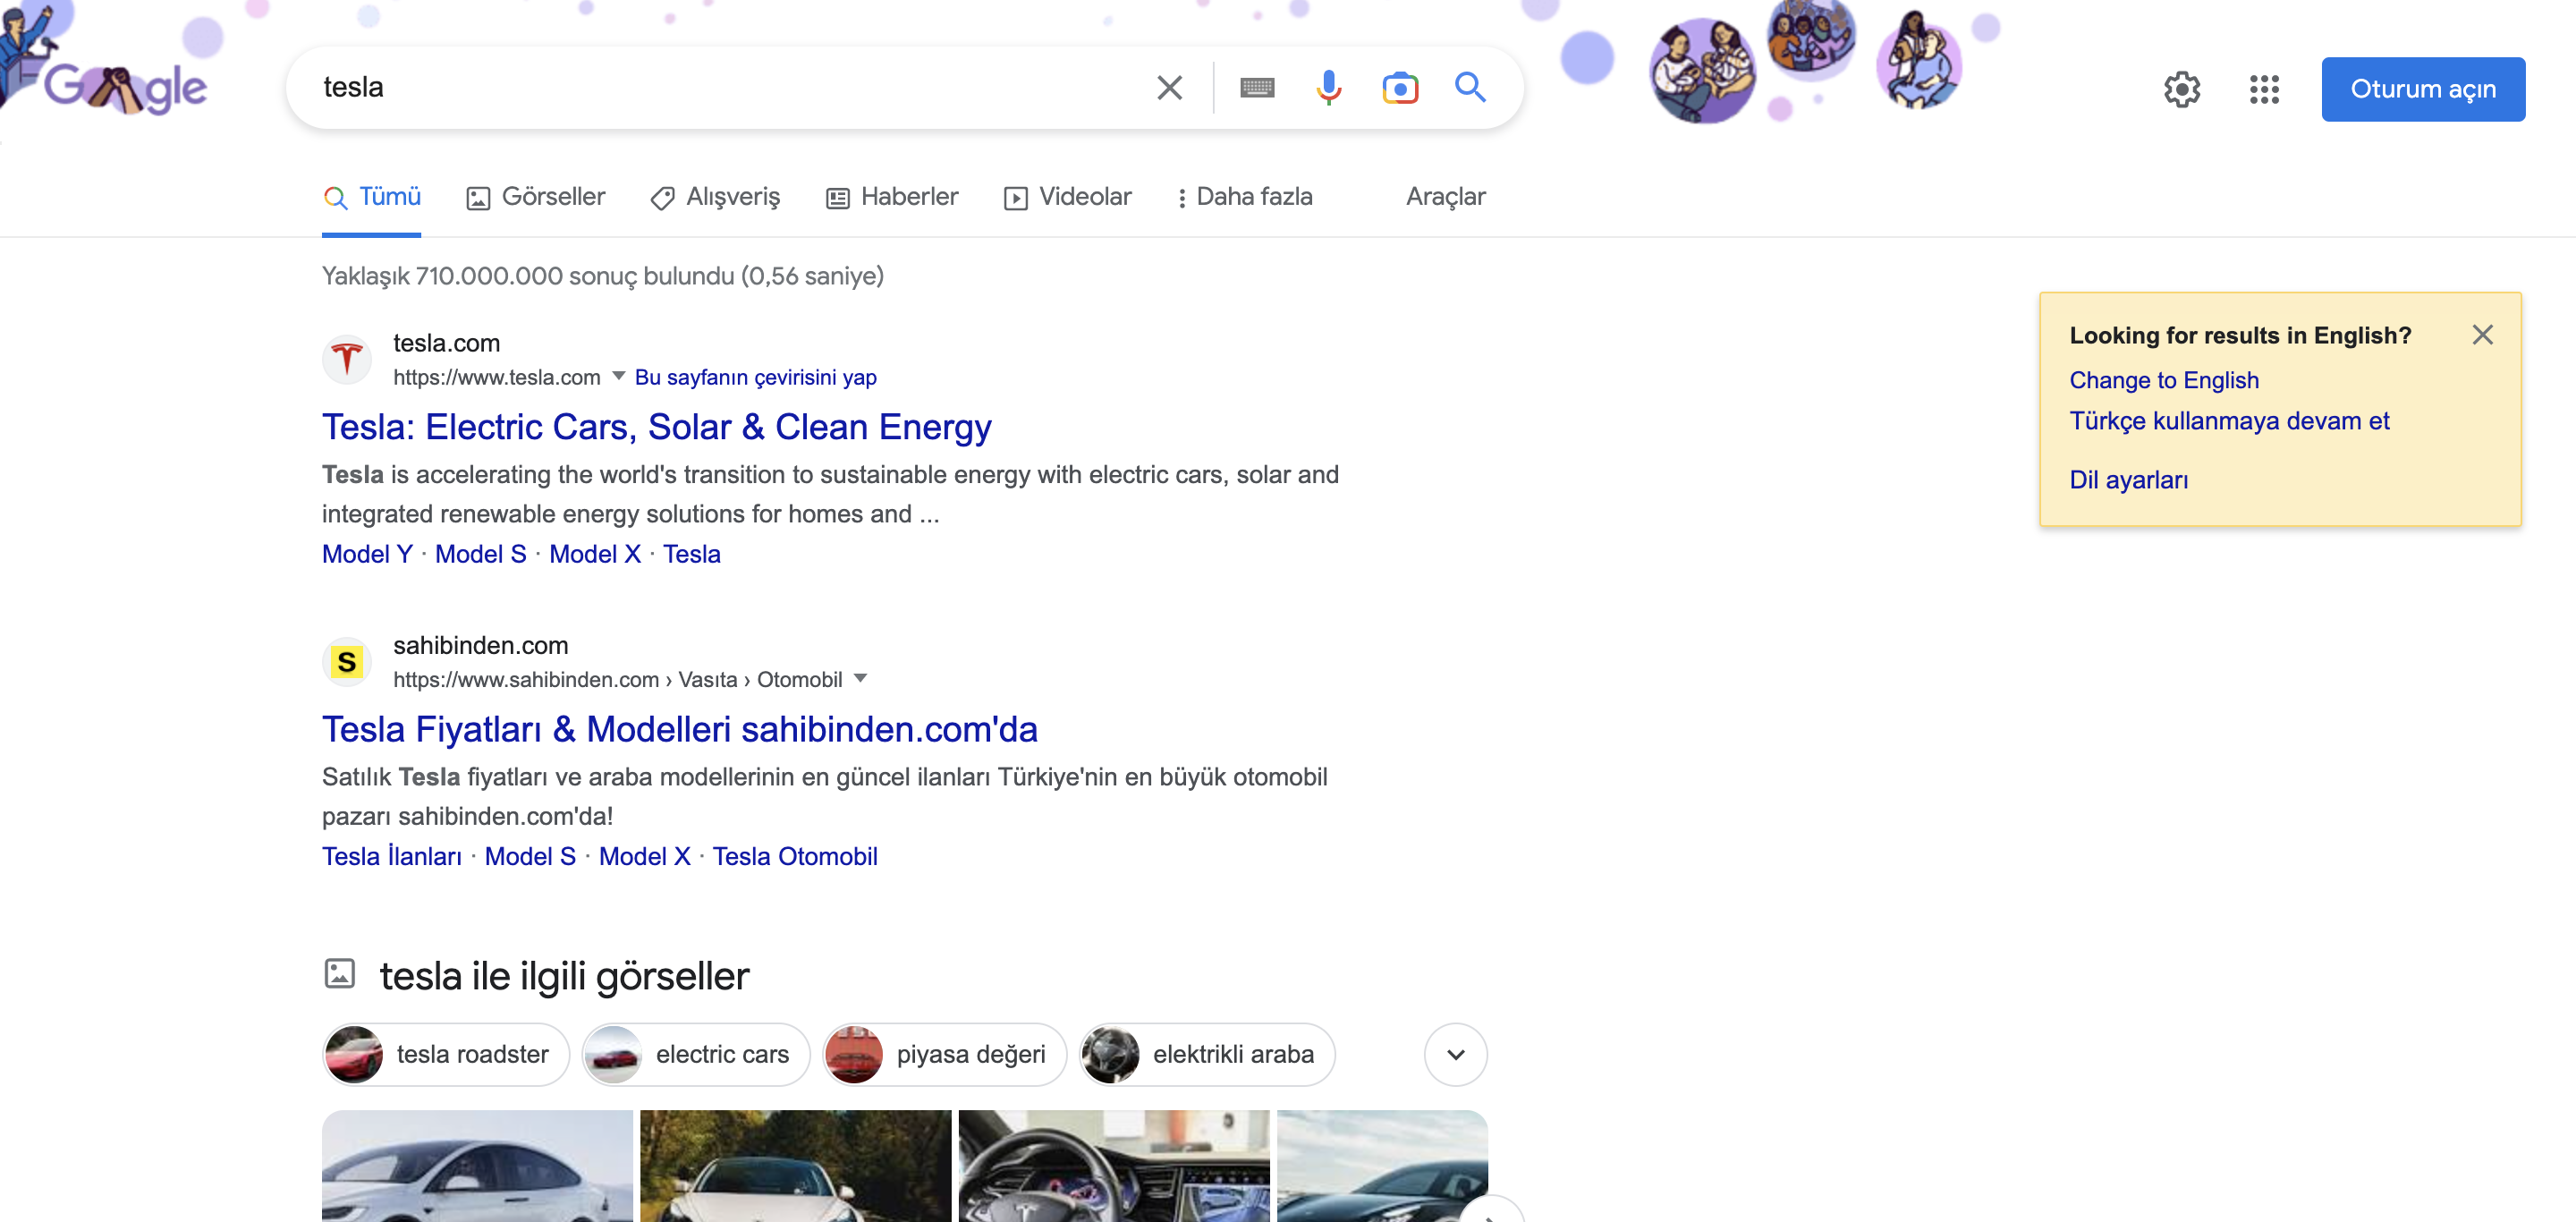 Google
tesla
Oturum açın
Tümü
Görseller
Alışveriş
Haberler
Videolar
Daha fazla
Araçlar
Yaklaşık 710.000.000 sonuç bulundu (0,56 saniye)
tesla.com
https://www.tesla.com Bu sayfanın çevirisini yap
Tesla: Electric Cars, Solar & Clean Energy
Tesla is accelerating the world's transition to sustainable energy with electric cars, solar and
integrated renewable energy solutions for homes and ...
Model Y · Model S · Model X · Tesla
S
sahibinden.com
https://www.sahibinden.com › Vasıta › Otomobil
Tesla Fiyatları & Modelleri sahibinden.com'da
Satılık Tesla fiyatları ve araba modellerinin en güncel ilanları Türkiye'nin en büyük otomobil
pazarı sahibinden.com'da!
Tesla İlanları · Model S · Model X · Tesla Otomobil
tesla ile ilgili görseller
tesla roadster
electric cars
piyasa değeri
elektrikli araba
Looking for results in English?
Change to English
Türkçe kullanmaya devam et
Dil ayarları